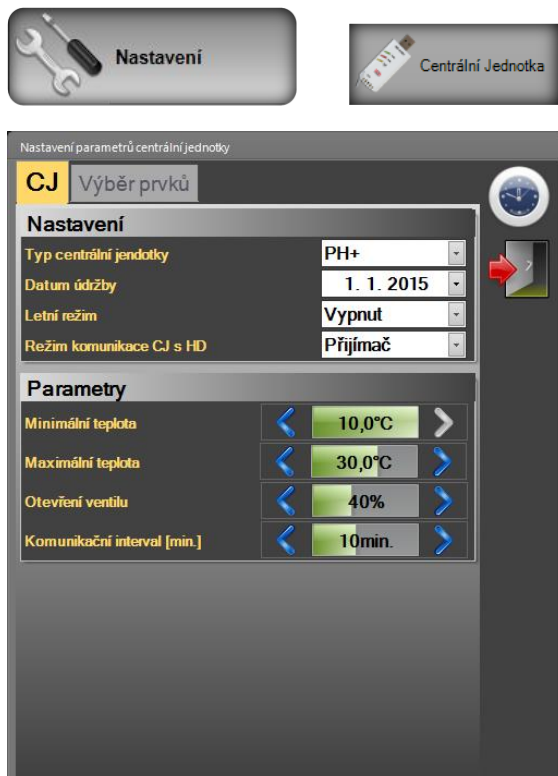 Nastavení
Centrální Jednotka
Nastavení parametrů centrální jednotky
CJ Výběr prvků
Nastavení
Typ centrální jendotky PH+
Datum údržby 1. 1. 2015
Letní režim Vypnut
Režim komunikace CJ s HD Přijímač
Parametry
Minimální teplota 10,0°C
Maximální teplota 30,0°C
Otevření ventilu 40%
Komunikační interval [min.] 10min.